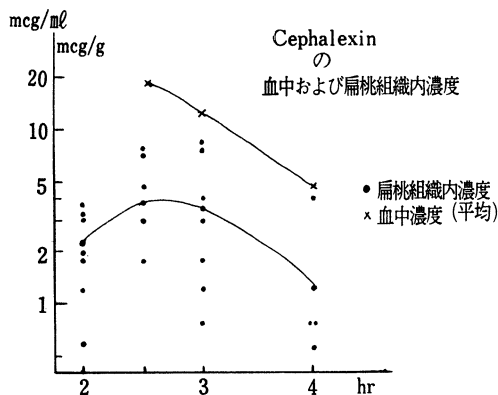 mcg/ml
mcg/g
Cephalexin
の
血中および扁桃組織内濃度
20
10
5
2
1
● 扁桃組織内濃度
× 血中濃度 (平均)
2 3 4 hr